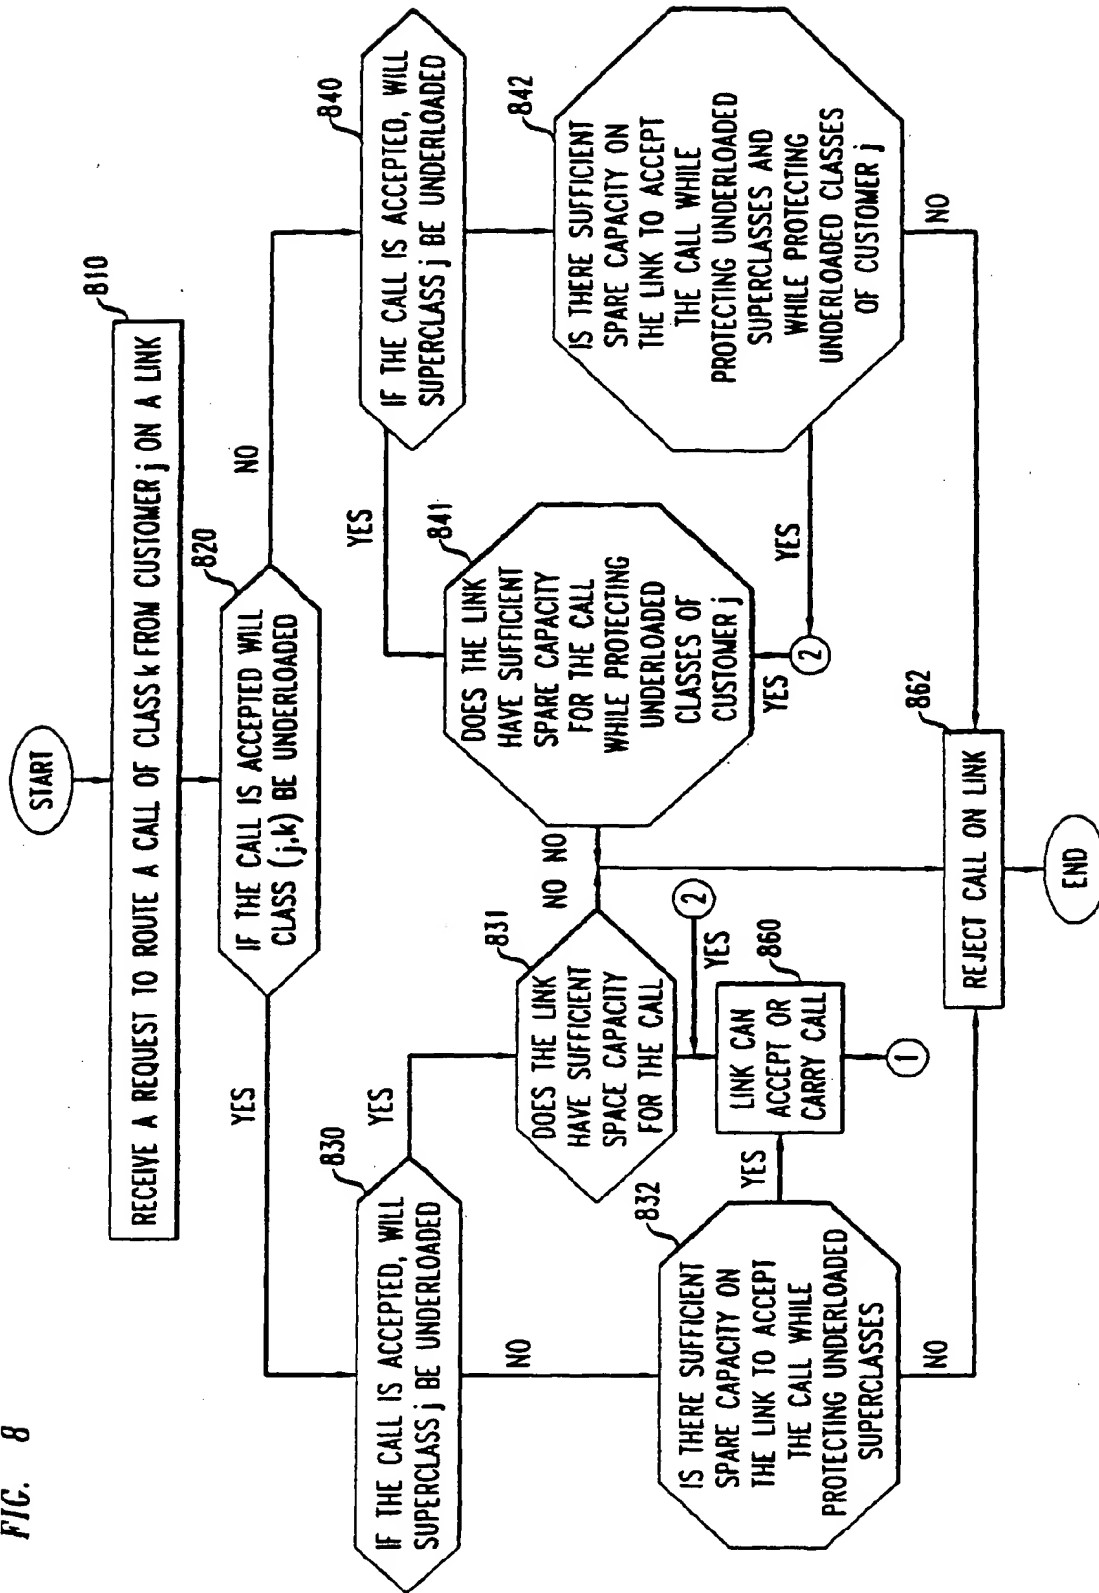 FIG. 8
START
810
RECEIVE A REQUEST TO ROUTE A CALL OF CLASS k FROM CUSTOMER j ON A LINK
820
IF THE CALL IS ACCEPTED WILL
CLASS (j,k) BE UNDERLOADED
YES
NO
830
IF THE CALL IS ACCEPTED, WILL
SUPERCLASS j BE UNDERLOADED
YES
NO
840
IF THE CALL IS ACCEPTED, WILL
SUPERCLASS j BE UNDERLOADED
YES
831
DOES THE LINK
HAVE SUFFICIENT
SPACE CAPACITY
FOR THE CALL
NO
NO
841
DOES THE LINK
HAVE SUFFICIENT
SPARE CAPACITY
FOR THE CALL
WHILE PROTECTING
UNDERLOADED
CLASSES OF
CUSTOMER j
YES
2
YES
842
IS THERE SUFFICIENT
SPARE CAPACITY ON
THE LINK TO ACCEPT
THE CALL WHILE
PROTECTING UNDERLOADED
SUPERCLASSES AND
WHILE PROTECTING
UNDERLOADED CLASSES
OF CUSTOMER j
NO
832
IS THERE SUFFICIENT
SPARE CAPACITY ON
THE LINK TO ACCEPT
THE CALL WHILE
PROTECTING UNDERLOADED
SUPERCLASSES
YES
NO
2
YES
860
LINK CAN
ACCEPT OR
CARRY CALL
1
862
REJECT CALL ON LINK
END